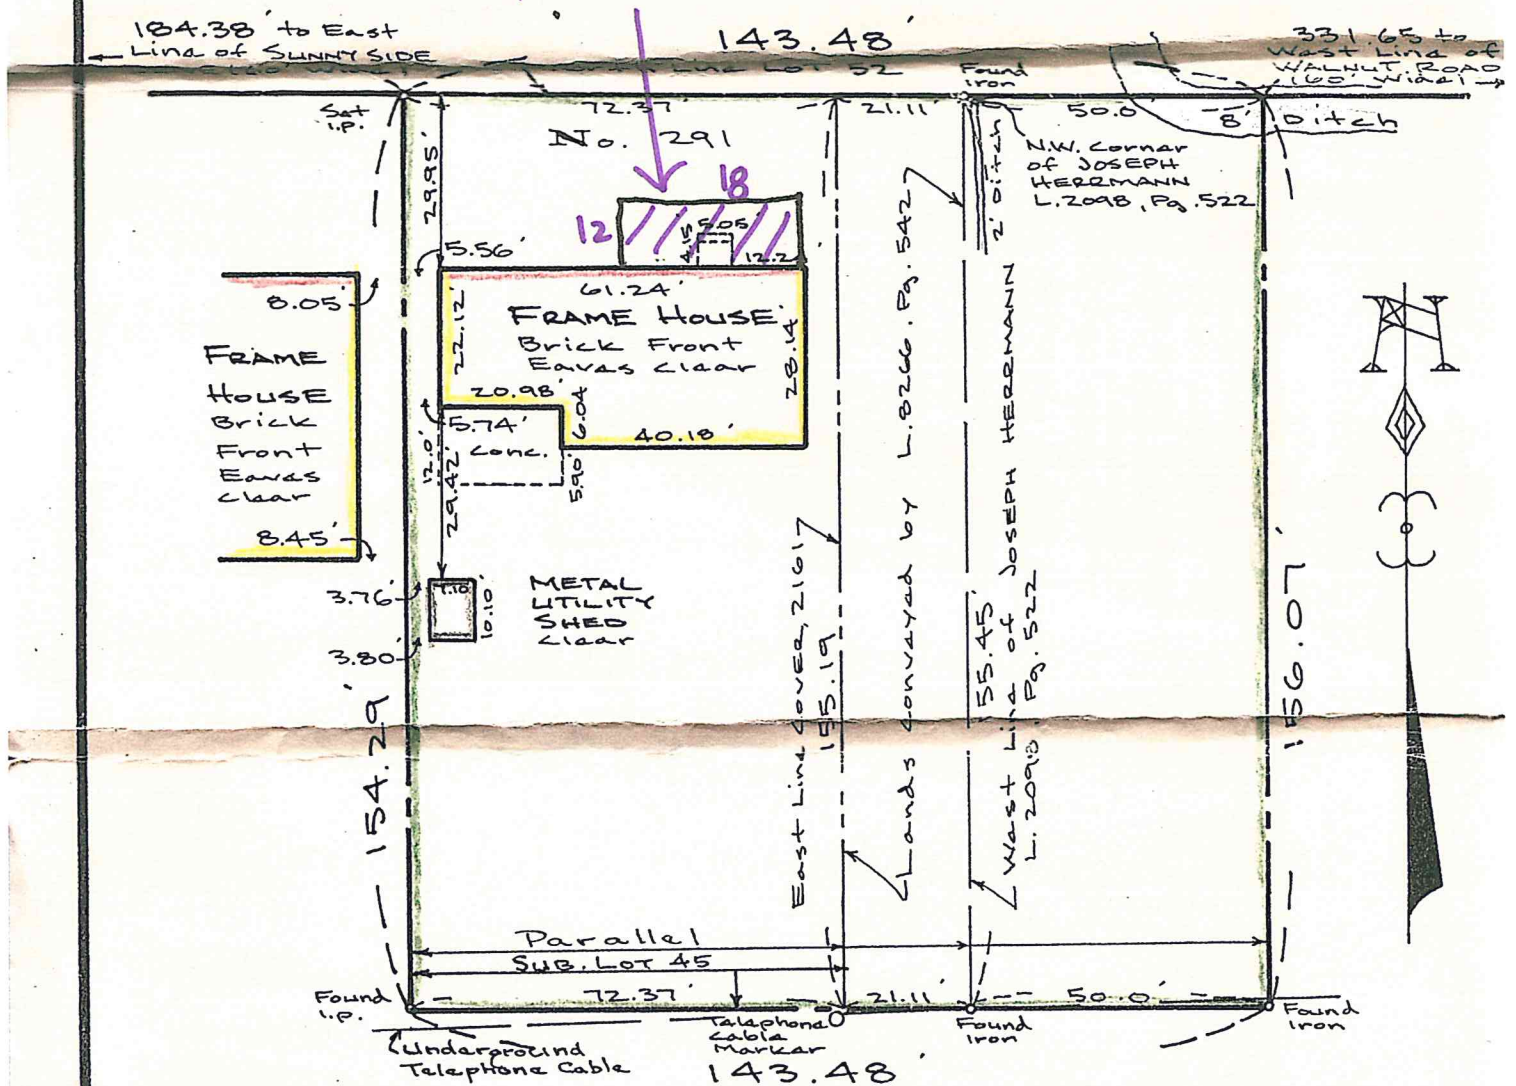 184.38' to East
Line of SUNNYSIDE
143.48'
Line Lot 52
331.65 to
West Line of
WALNUT ROAD
(60' Wide)
Set
i.p.
72.37'
21.11'
Found
iron
50.0'
8'
Ditch
No. 291
29.95'
18
12
4.15
5.05
12.2
2' Ditch
N.W. Corner
of JOSEPH
HERRMANN
L.2098, Pg.522
5.56'
8.05'
61.24'
FRAME HOUSE
Brick Front
Eaves Clear
22.12'
28.14'
20.98'
6.04'
40.18'
5.74'
Conc.
12.0'
29.42'
5.90'
FRAME
HOUSE
Brick
Front
Eaves
Clear
8.45'
3.76'
7.10
10.10'
METAL
UTILITY
SHED
Clear
3.80'
154.29'
East Line Cover, 2161
155.19
Lands conveyed by L.8266. Pg. 542
155.45'
West Line of JOSEPH HERRMANN
L. 2098 Pg. 522
156.07'
Parallel
SUB. LOT 45
Found
i.p.
72.37'
21.11'
50.0'
Found
iron
Telephone
Cable
Marker
Found
iron
Underground
Telephone Cable
143.48'